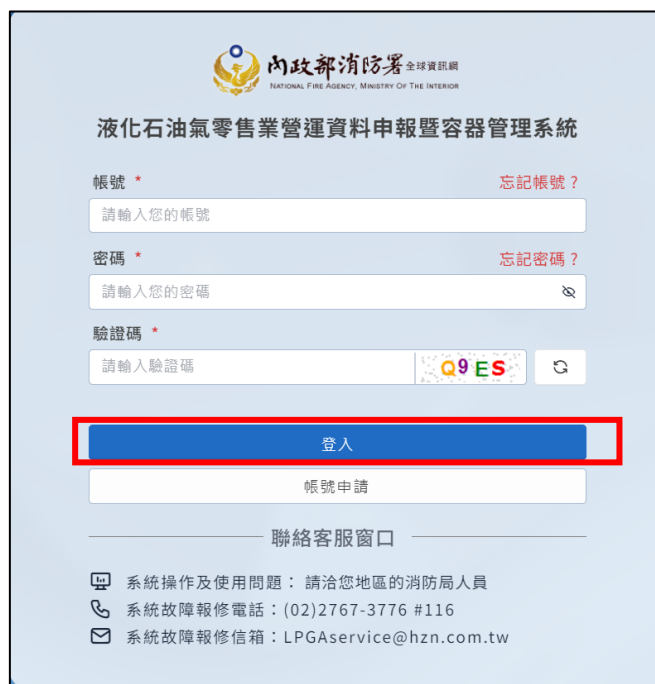 內政部消防署 全球資訊網
NATIONAL FIRE AGENCY, MINISTRY OF THE INTERIOR
液化石油氣零售業營運資料申報暨容器管理系統
帳號 * 忘記帳號?
請輸入您的帳號
密碼 * 忘記密碼?
請輸入您的密碼
驗證碼 *
請輸入驗證碼 Q9ES
登入
帳號申請
聯絡客服窗口
系統操作及使用問題: 請洽您地區的消防局人員
系統故障報修電話:(02)2767-3776 #116
系統故障報修信箱:LPGAservice@hzn.com.tw